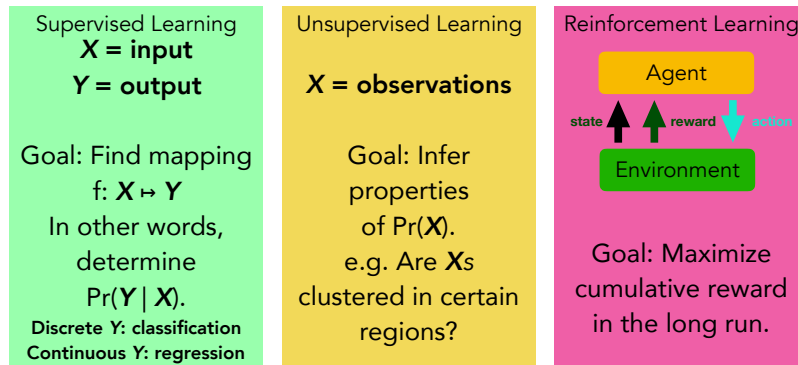 Supervised Learning
X = input
Y = output
Goal: Find mapping
f: X ↦ Y
In other words,
determine
Pr(Y | X).
Discrete Y: classification
Continuous Y: regression
Unsupervised Learning
X = observations
Goal: Infer
properties
of Pr(X).
e.g. Are Xs
clustered in certain
regions?
Reinforcement Learning
Agent
state reward action
Environment
Goal: Maximize
cumulative reward
in the long run.